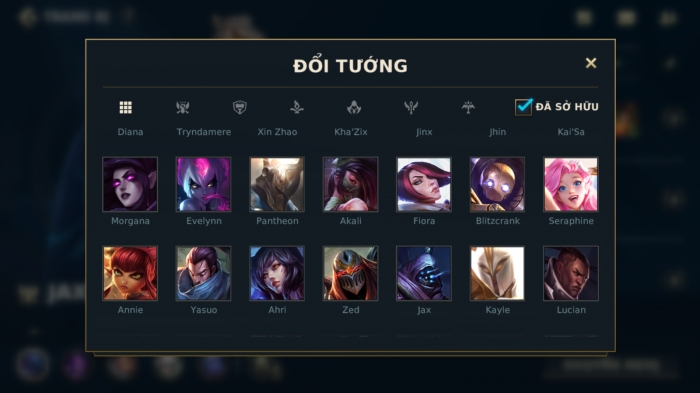 ĐỔI TƯỚNG
ĐÃ SỞ HỮU
Diana Tryndamere Xin Zhao Kha'Zix Jinx Jhin Kai'Sa
Morgana Evelynn Pantheon Akali Fiora Blitzcrank Seraphine
Annie Yasuo Ahri Zed Jax Kayle Lucian